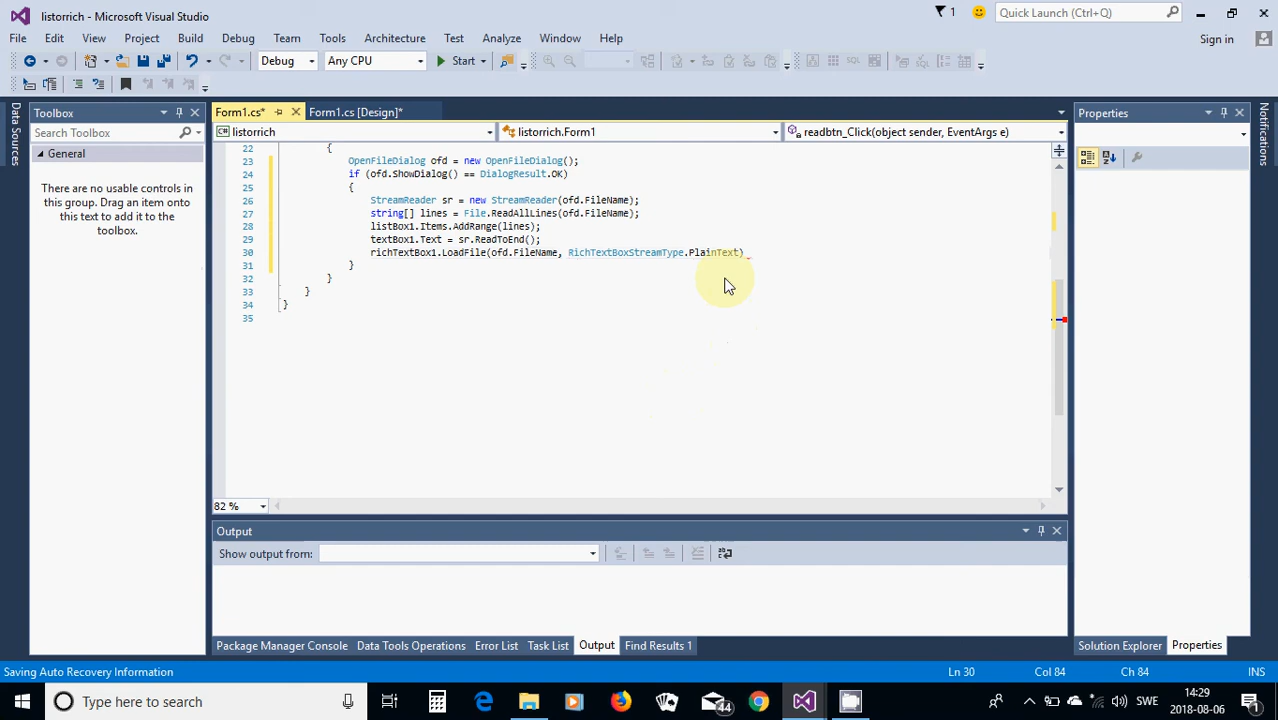 listorrich - Microsoft Visual Studio
1
Quick Launch (Ctrl+Q)
File Edit View Project Build Debug Team Tools Architecture Test Analyze Window Help
Sign in
Debug Any CPU Start
Data Sources
Toolbox
Search Toolbox
General
There are no usable controls in
this group. Drag an item onto
this text to add it to the
toolbox.
Form1.cs* Form1.cs [Design]*
listorrich listorrich.Form1 readbtn_Click(object sender, EventArgs e)
22 {
23 OpenFileDialog ofd = new OpenFileDialog();
24 if (ofd.ShowDialog() == DialogResult.OK)
25 {
26 StreamReader sr = new StreamReader(ofd.FileName);
27 string[] lines = File.ReadAllLines(ofd.FileName);
28 listBox1.Items.AddRange(lines);
29 textBox1.Text = sr.ReadToEnd();
30 richTextBox1.LoadFile(ofd.FileName, RichTextBoxStreamType.PlainText)
31 }
32 }
33 }
34 }
35
82 %
Output
Show output from:
Package Manager Console Data Tools Operations Error List Task List Output Find Results 1
Properties
Notifications
Solution Explorer Properties
Saving Auto Recovery Information Ln 30 Col 84 Ch 84 INS
Type here to search
44
SWE
14:29
2018-08-06
1